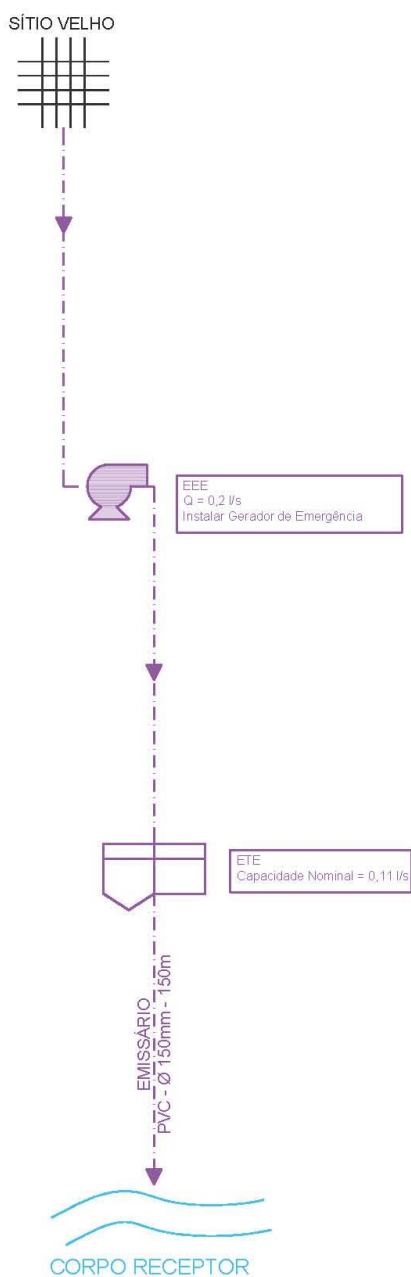 SÍTIO VELHO
EEE
Q = 0,2 l/s
Instalar Gerador de Emergência
ETE
Capacidade Nominal = 0,11 l/s
EMISSÁRIO
PVC - Ø 150mm - 150m
CORPO RECEPTOR